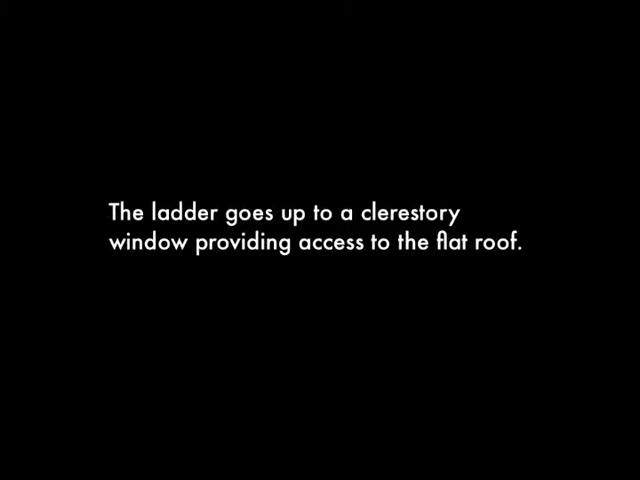 The ladder goes up to a clerestory
window providing access to the flat roof.